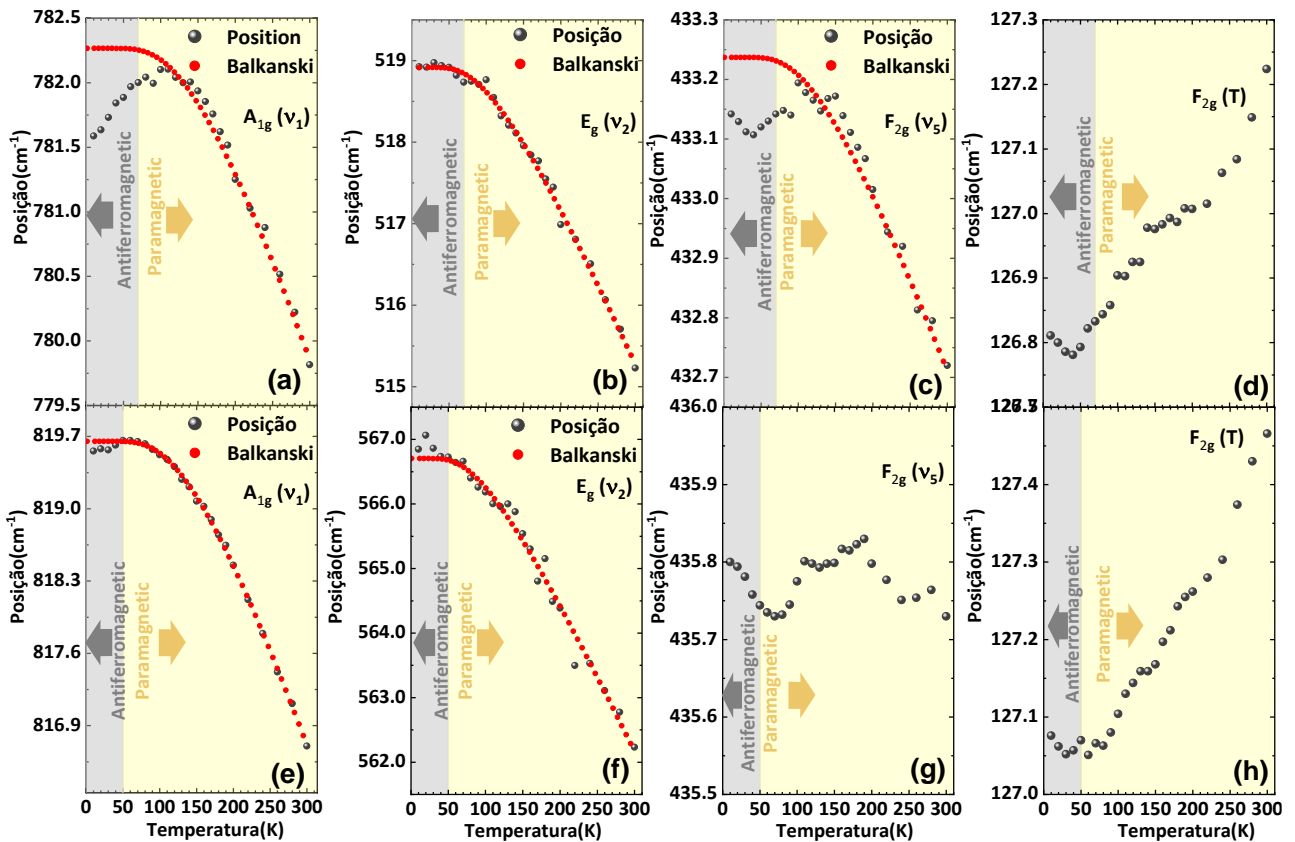 782.5
782.0
781.5
781.0
780.5
780.0
779.5
Posição(cm⁻¹)
Position
Balkanski
A₁g (ν₁)
Antiferromagnetic
Paramagnetic
(a)
519
518
517
516
515
Posição(cm⁻¹)
Posição
Balkanski
Eg (ν₂)
Antiferromagnetic
Paramagnetic
(b)
433.3
433.2
433.1
433.0
432.9
432.8
432.7
Posição(cm⁻¹)
Posição
Balkanski
F₂g (ν₅)
Antiferromagnetic
Paramagnetic
(c)
127.3
127.2
127.1
127.0
126.9
126.8
Posição(cm⁻¹)
F₂g (T)
Antiferromagnetic
Paramagnetic
(d)
819.7
819.0
818.3
817.6
816.9
Posição(cm⁻¹)
Posição
Balkanski
A₁g (ν₁)
Antiferromagnetic
Paramagnetic
(e)
0 50 100 150 200 250 300
Temperatura(K)
567.0
566.0
565.0
564.0
563.0
562.0
Posição(cm⁻¹)
Posição
Balkanski
Eg (ν₂)
Antiferromagnetic
Paramagnetic
(f)
0 50 100 150 200 250 300
Temperatura(K)
436.0
435.9
435.8
435.7
435.6
435.5
Posição(cm⁻¹)
F₂g (ν₅)
Antiferromagnetic
Paramagnetic
(g)
0 50 100 150 200 250 300
Temperatura(K)
127.4
127.3
127.2
127.1
127.0
Posição(cm⁻¹)
F₂g (T)
Antiferromagnetic
Paramagnetic
(h)
0 50 100 150 200 250 300
Temperatura(K)